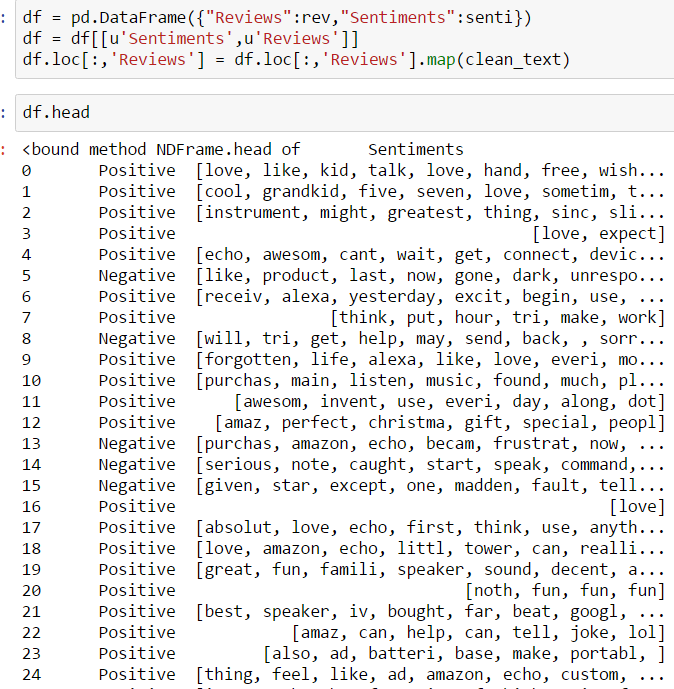 : df = pd.DataFrame({"Reviews":rev,"Sentiments":senti})
df = df[[u'Sentiments',u'Reviews']]
df.loc[:,'Reviews'] = df.loc[:,'Reviews'].map(clean_text)
: df.head
: <bound method NDFrame.head of      Sentiments
0      Positive  [love, like, kid, talk, love, hand, free, wish...
1      Positive  [cool, grandkid, five, seven, love, sometim, t...
2      Positive  [instrument, might, greatest, thing, sinc, sli...
3      Positive  [love, expect]
4      Positive  [echo, awesom, cant, wait, get, connect, devic...
5      Negative  [like, product, last, now, gone, dark, unrespo...
6      Positive  [receiv, alexa, yesterday, excit, begin, use, ...
7      Positive  [think, put, hour, tri, make, work]
8      Negative  [will, tri, get, help, may, send, back, , sorr...
9      Positive  [forgotten, life, alexa, like, love, everi, mo...
10     Positive  [purchas, main, listen, music, found, much, pl...
11     Positive  [awesom, invent, use, everi, day, along, dot]
12     Positive  [amaz, perfect, christma, gift, special, peopl]
13     Negative  [purchas, amazon, echo, becam, frustrat, now, ...
14     Negative  [serious, note, caught, start, speak, command,...
15     Negative  [given, star, except, one, madden, fault, tell...
16     Positive  [love]
17     Positive  [absolut, love, echo, first, think, use, anyth...
18     Positive  [love, amazon, echo, littl, tower, can, realli...
19     Positive  [great, fun, famili, speaker, sound, decent, a...
20     Positive  [noth, fun, fun, fun]
21     Positive  [best, speaker, iv, bought, far, beat, googl, ...
22     Positive  [amaz, can, help, can, tell, joke, lol]
23     Positive  [also, ad, batteri, base, make, portabl, ]
24     Positive  [thing, feel, like, ad, amazon, echo, custom, ...